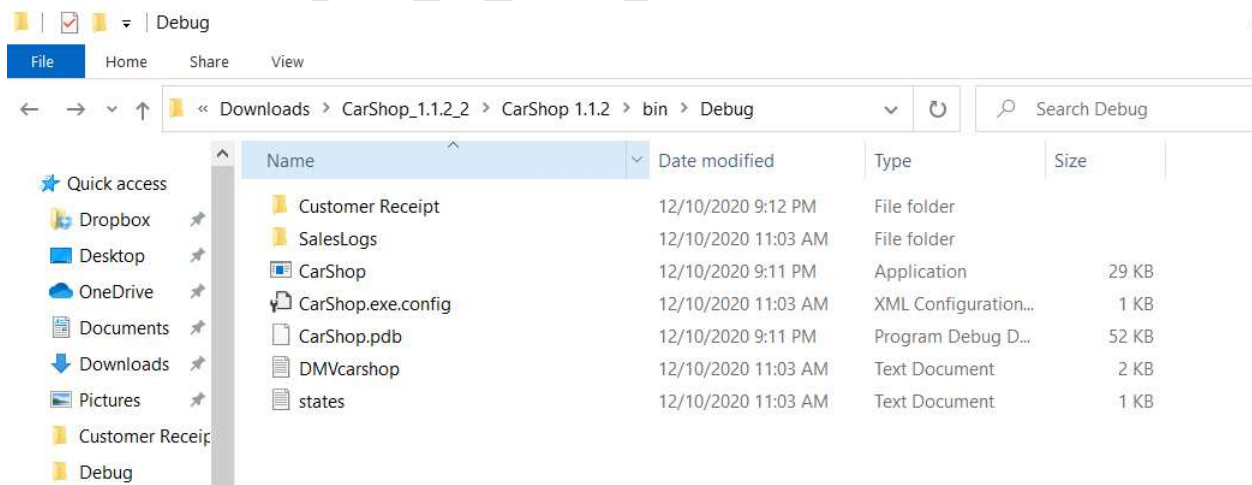 Debug
File Home Share View
« Downloads > CarShop_1.1.2_2 > CarShop 1.1.2 > bin > Debug Search Debug
Name Date modified Type Size
Quick access
Dropbox
Desktop
OneDrive
Documents
Downloads
Pictures
Customer Receip
Debug
Customer Receipt 12/10/2020 9:12 PM File folder
SalesLogs 12/10/2020 11:03 AM File folder
CarShop 12/10/2020 9:11 PM Application 29 KB
CarShop.exe.config 12/10/2020 11:03 AM XML Configuration... 1 KB
CarShop.pdb 12/10/2020 9:11 PM Program Debug D... 52 KB
DMVcarshop 12/10/2020 11:03 AM Text Document 2 KB
states 12/10/2020 11:03 AM Text Document 1 KB